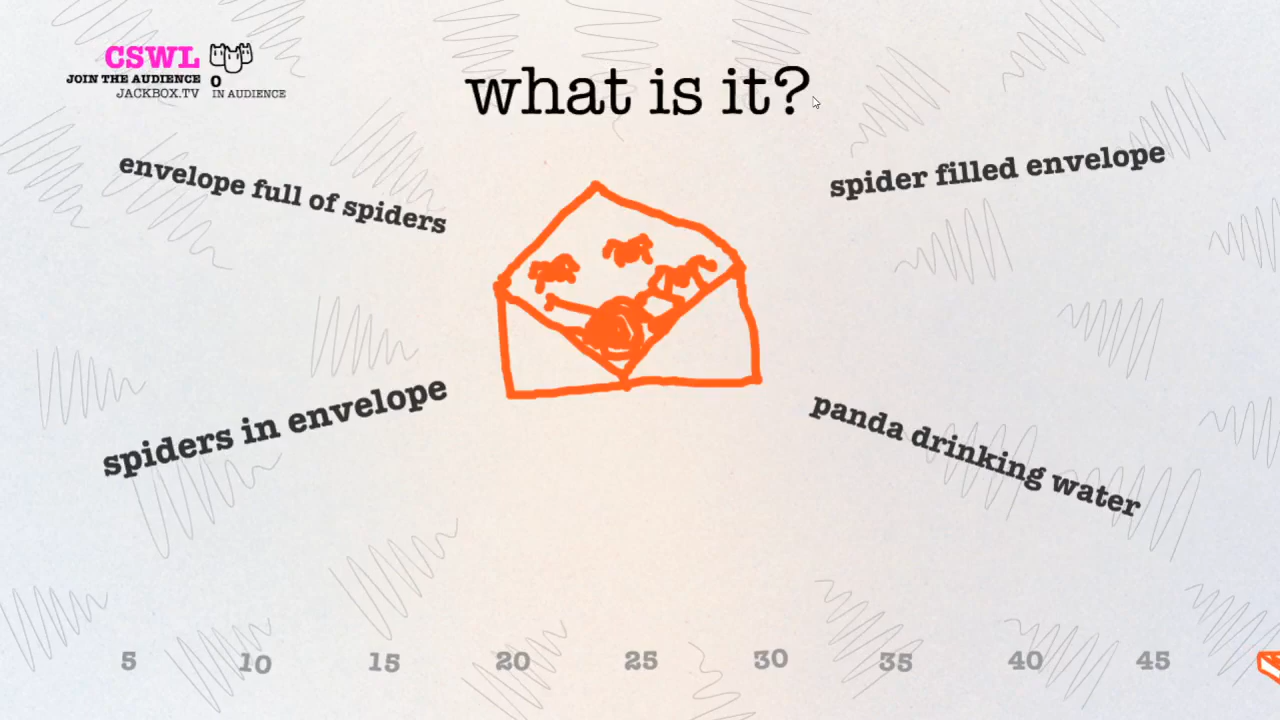 CSWL
JOIN THE AUDIENCE
JACKBOX.TV
0
IN AUDIENCE
what is it?
envelope full of spiders
spider filled envelope
spiders in envelope
panda drinking water
5 10 15 20 25 30 35 40 45